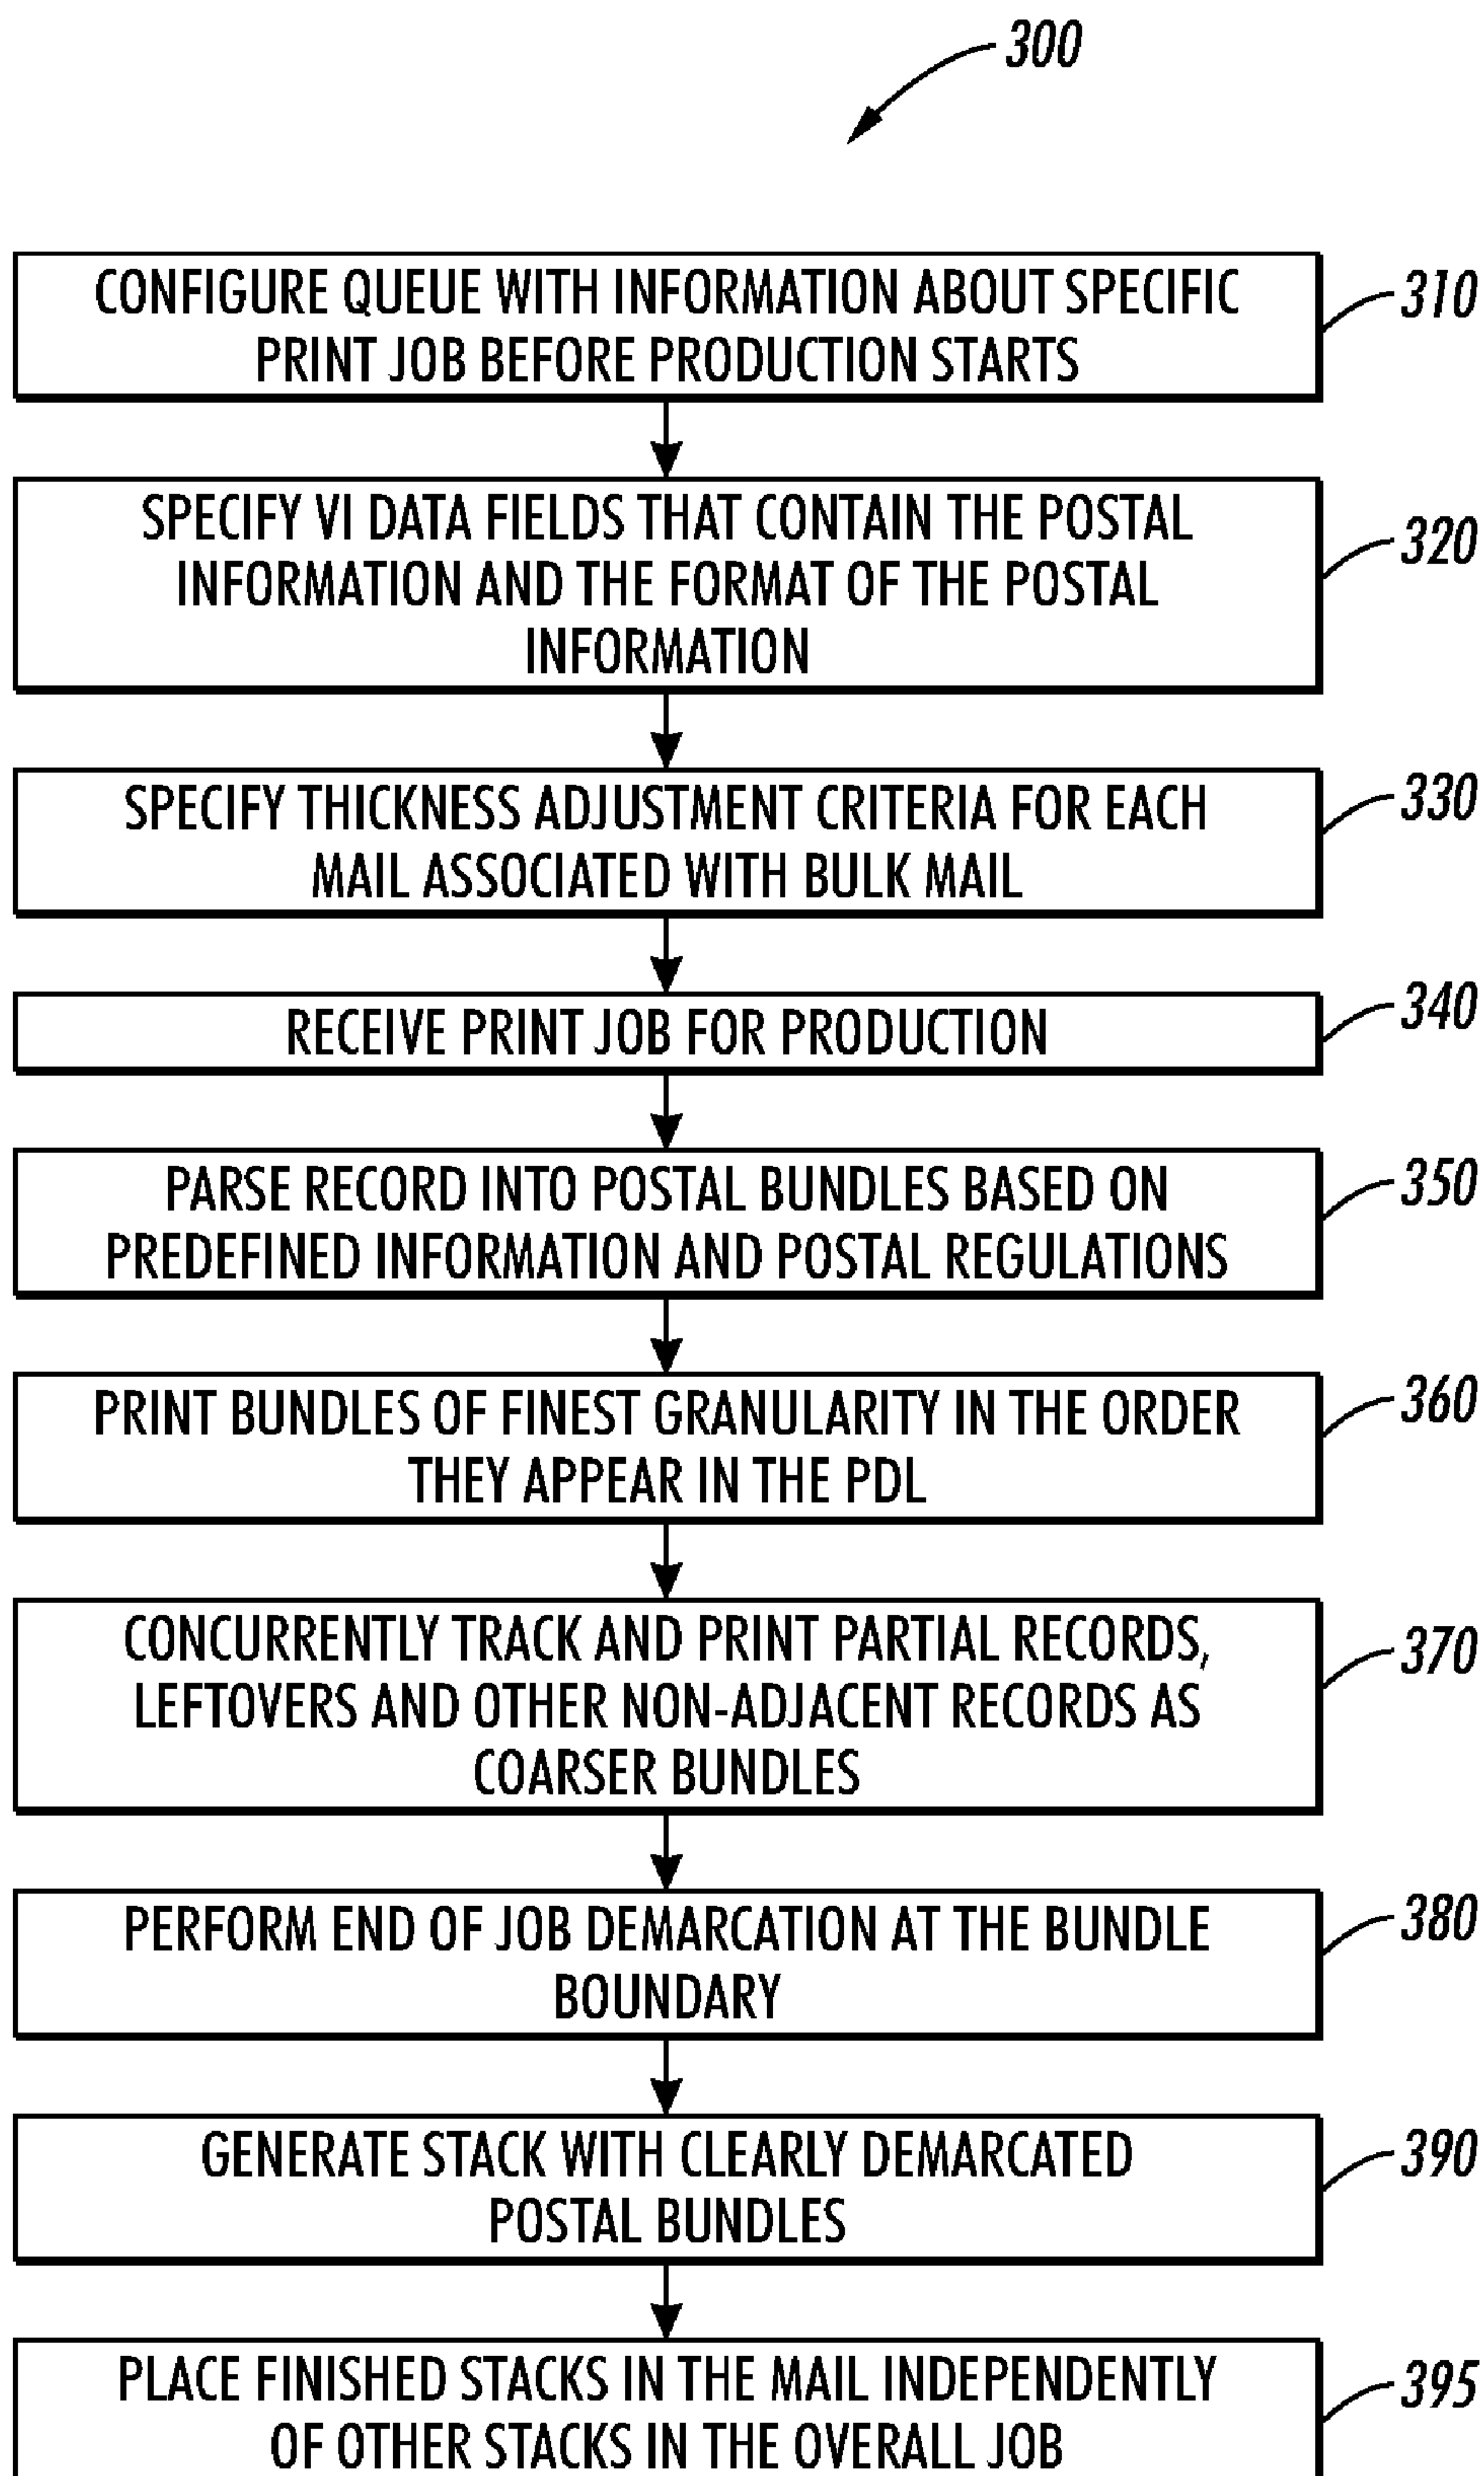 300
CONFIGURE QUEUE WITH INFORMATION ABOUT SPECIFIC
PRINT JOB BEFORE PRODUCTION STARTS
310
SPECIFY VI DATA FIELDS THAT CONTAIN THE POSTAL
INFORMATION AND THE FORMAT OF THE POSTAL
INFORMATION
320
SPECIFY THICKNESS ADJUSTMENT CRITERIA FOR EACH
MAIL ASSOCIATED WITH BULK MAIL
330
RECEIVE PRINT JOB FOR PRODUCTION
340
PARSE RECORD INTO POSTAL BUNDLES BASED ON
PREDEFINED INFORMATION AND POSTAL REGULATIONS
350
PRINT BUNDLES OF FINEST GRANULARITY IN THE ORDER
THEY APPEAR IN THE PDL
360
CONCURRENTLY TRACK AND PRINT PARTIAL RECORDS,
LEFTOVERS AND OTHER NON-ADJACENT RECORDS AS
COARSER BUNDLES
370
PERFORM END OF JOB DEMARCATION AT THE BUNDLE
BOUNDARY
380
GENERATE STACK WITH CLEARLY DEMARCATED
POSTAL BUNDLES
390
PLACE FINISHED STACKS IN THE MAIL INDEPENDENTLY
OF OTHER STACKS IN THE OVERALL JOB
395